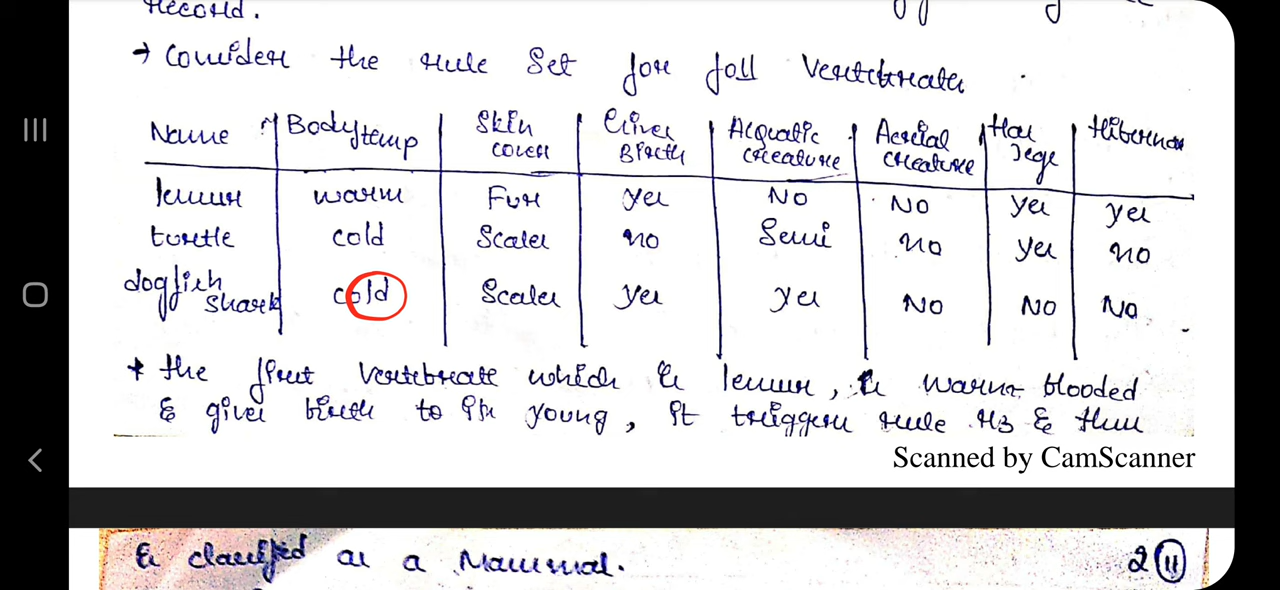 Record.
→ Consider the rule set for foll Vertebrates
Name Body temp Skin cover Gives Birth Acquatic creature Aerial creature Has legs Hibernates
lemur warm Fur yes No No yes yes
turtle cold Scales no Semi no yes no
dogfish shark cold Scales yes yes No No No
* the first vertebrate which is lemur, is warm blooded
& gives birth to its young, it triggers rule r3 & thus
Scanned by CamScanner
is classified as a Mammal.
2 11